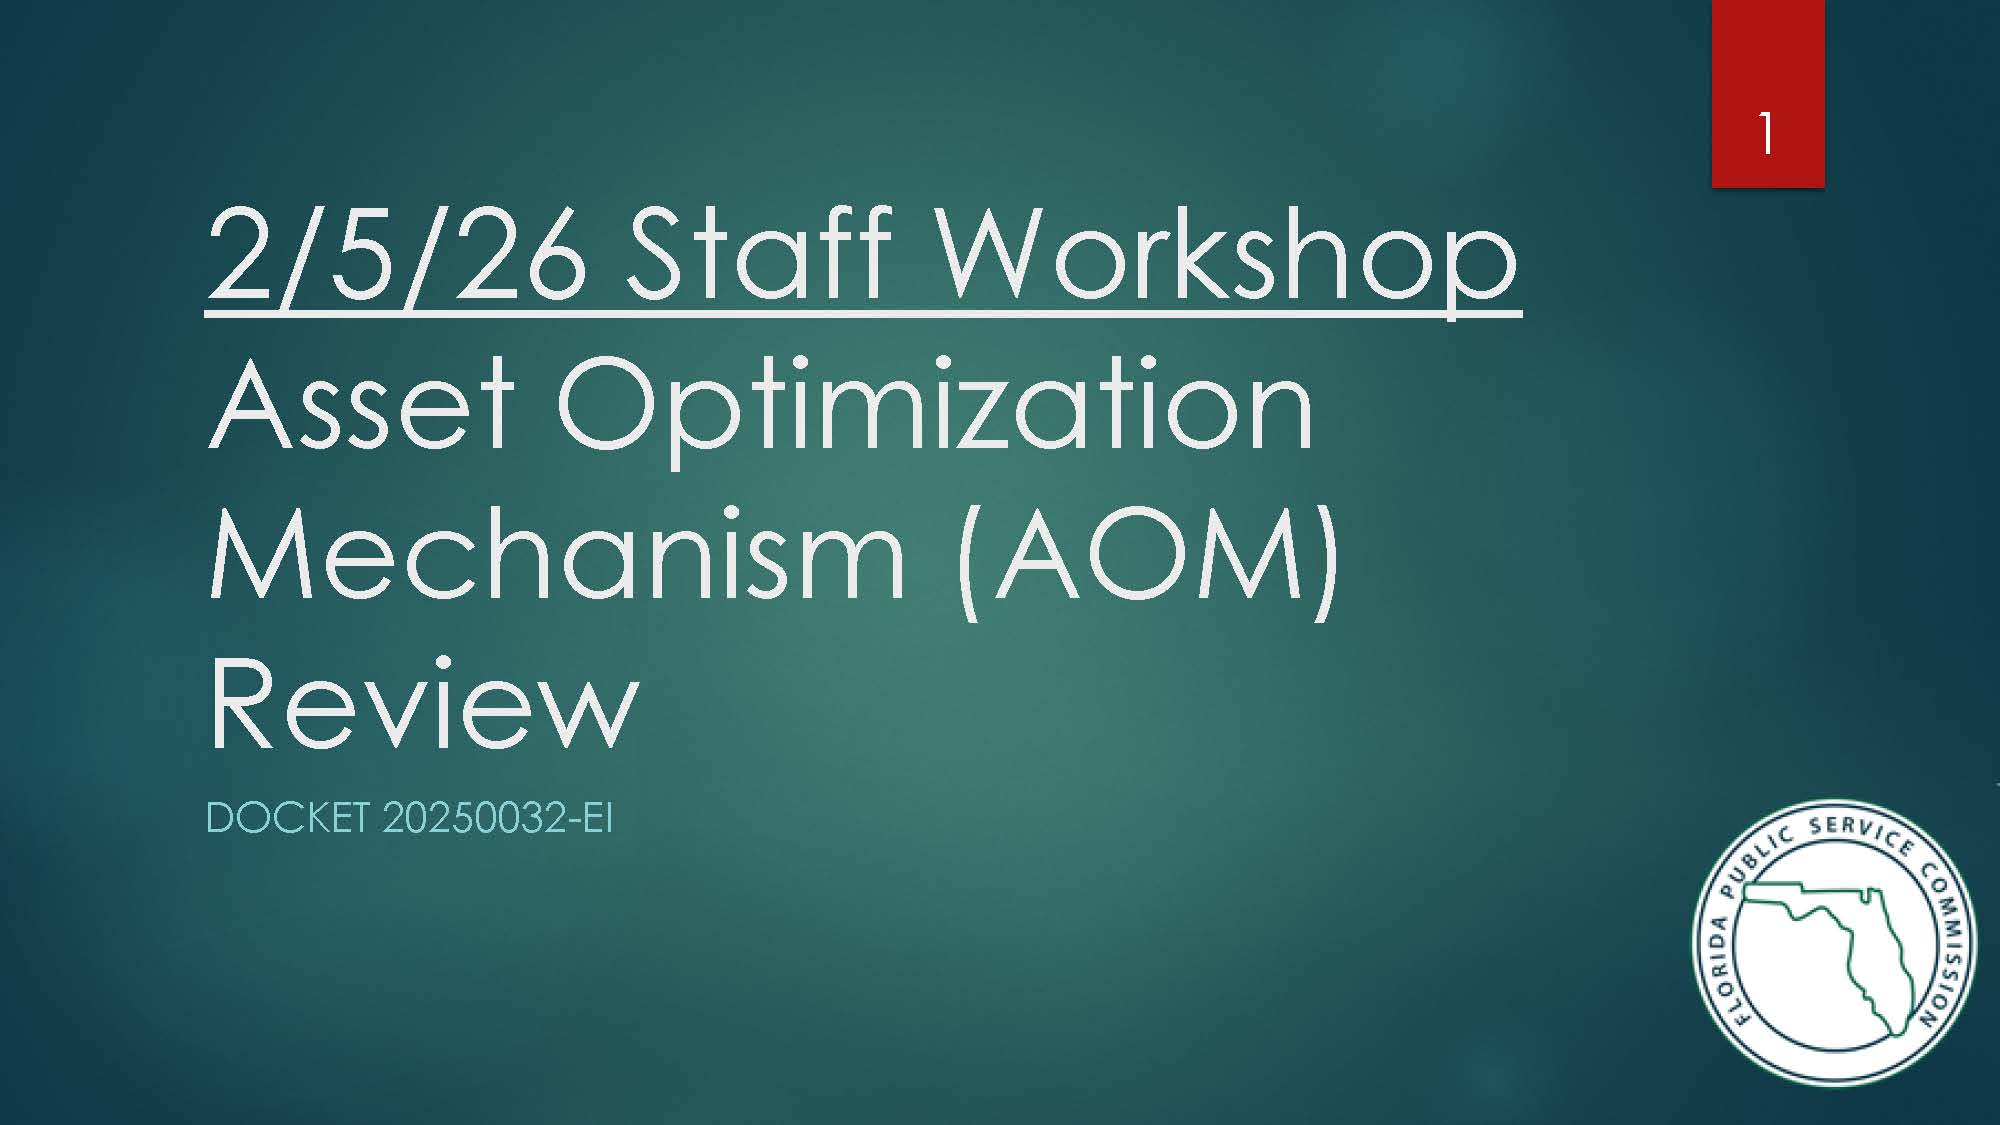 1
2/5/26 Staff Workshop
Asset Optimization
Mechanism (AOM)
Review
DOCKET 20250032-EI
FLORIDA PUBLIC SERVICE COMMISSION